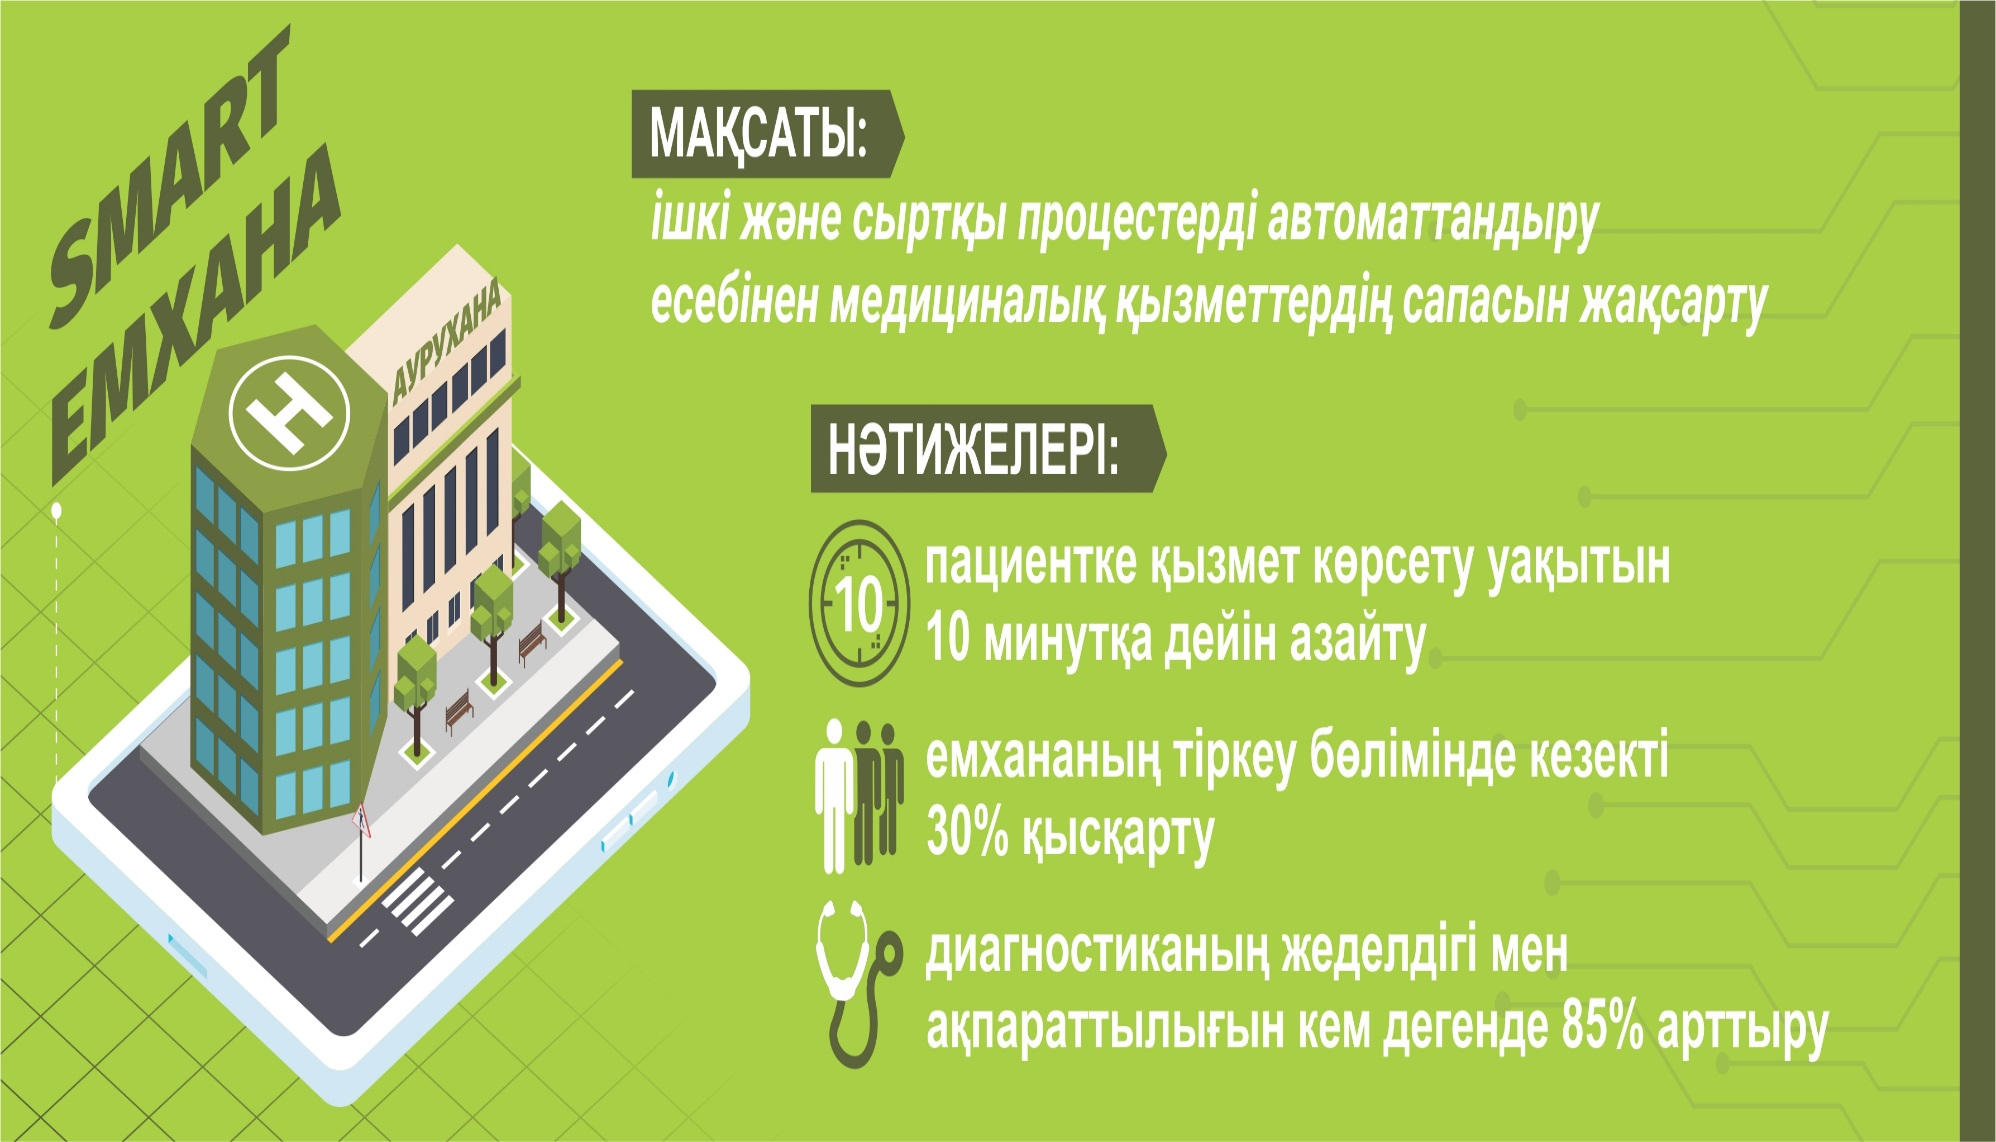 SMART
ЕМХАНА
Н
АУРУХАНА
МАҚСАТЫ:
ішкі және сыртқы процестерді автоматтандыру
есебінен медициналық қызметтердің сапасын жақсарту
НӘТИЖЕЛЕРІ:
10
пациентке қызмет көрсету уақытын
10 минутқа дейін азайту
емхананың тіркеу бөлімінде кезекті
30% қысқарту
диагностиканың жеделдігі мен
ақпараттылығын кем дегенде 85% арттыру